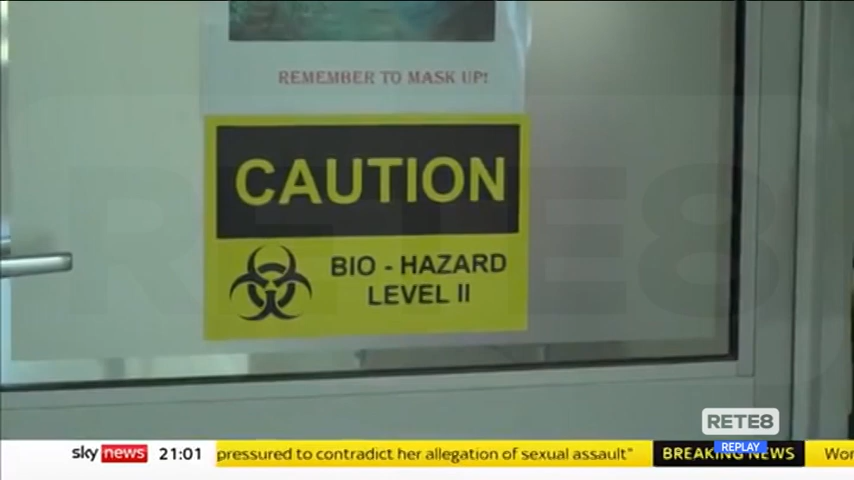 REMEMBER TO MASK UP!
CAUTION
BIO - HAZARD
LEVEL II
RETE8
RETE8
REPLAY
sky news 21:01 pressured to contradict her allegation of sexual assault" BREAKING NEWS